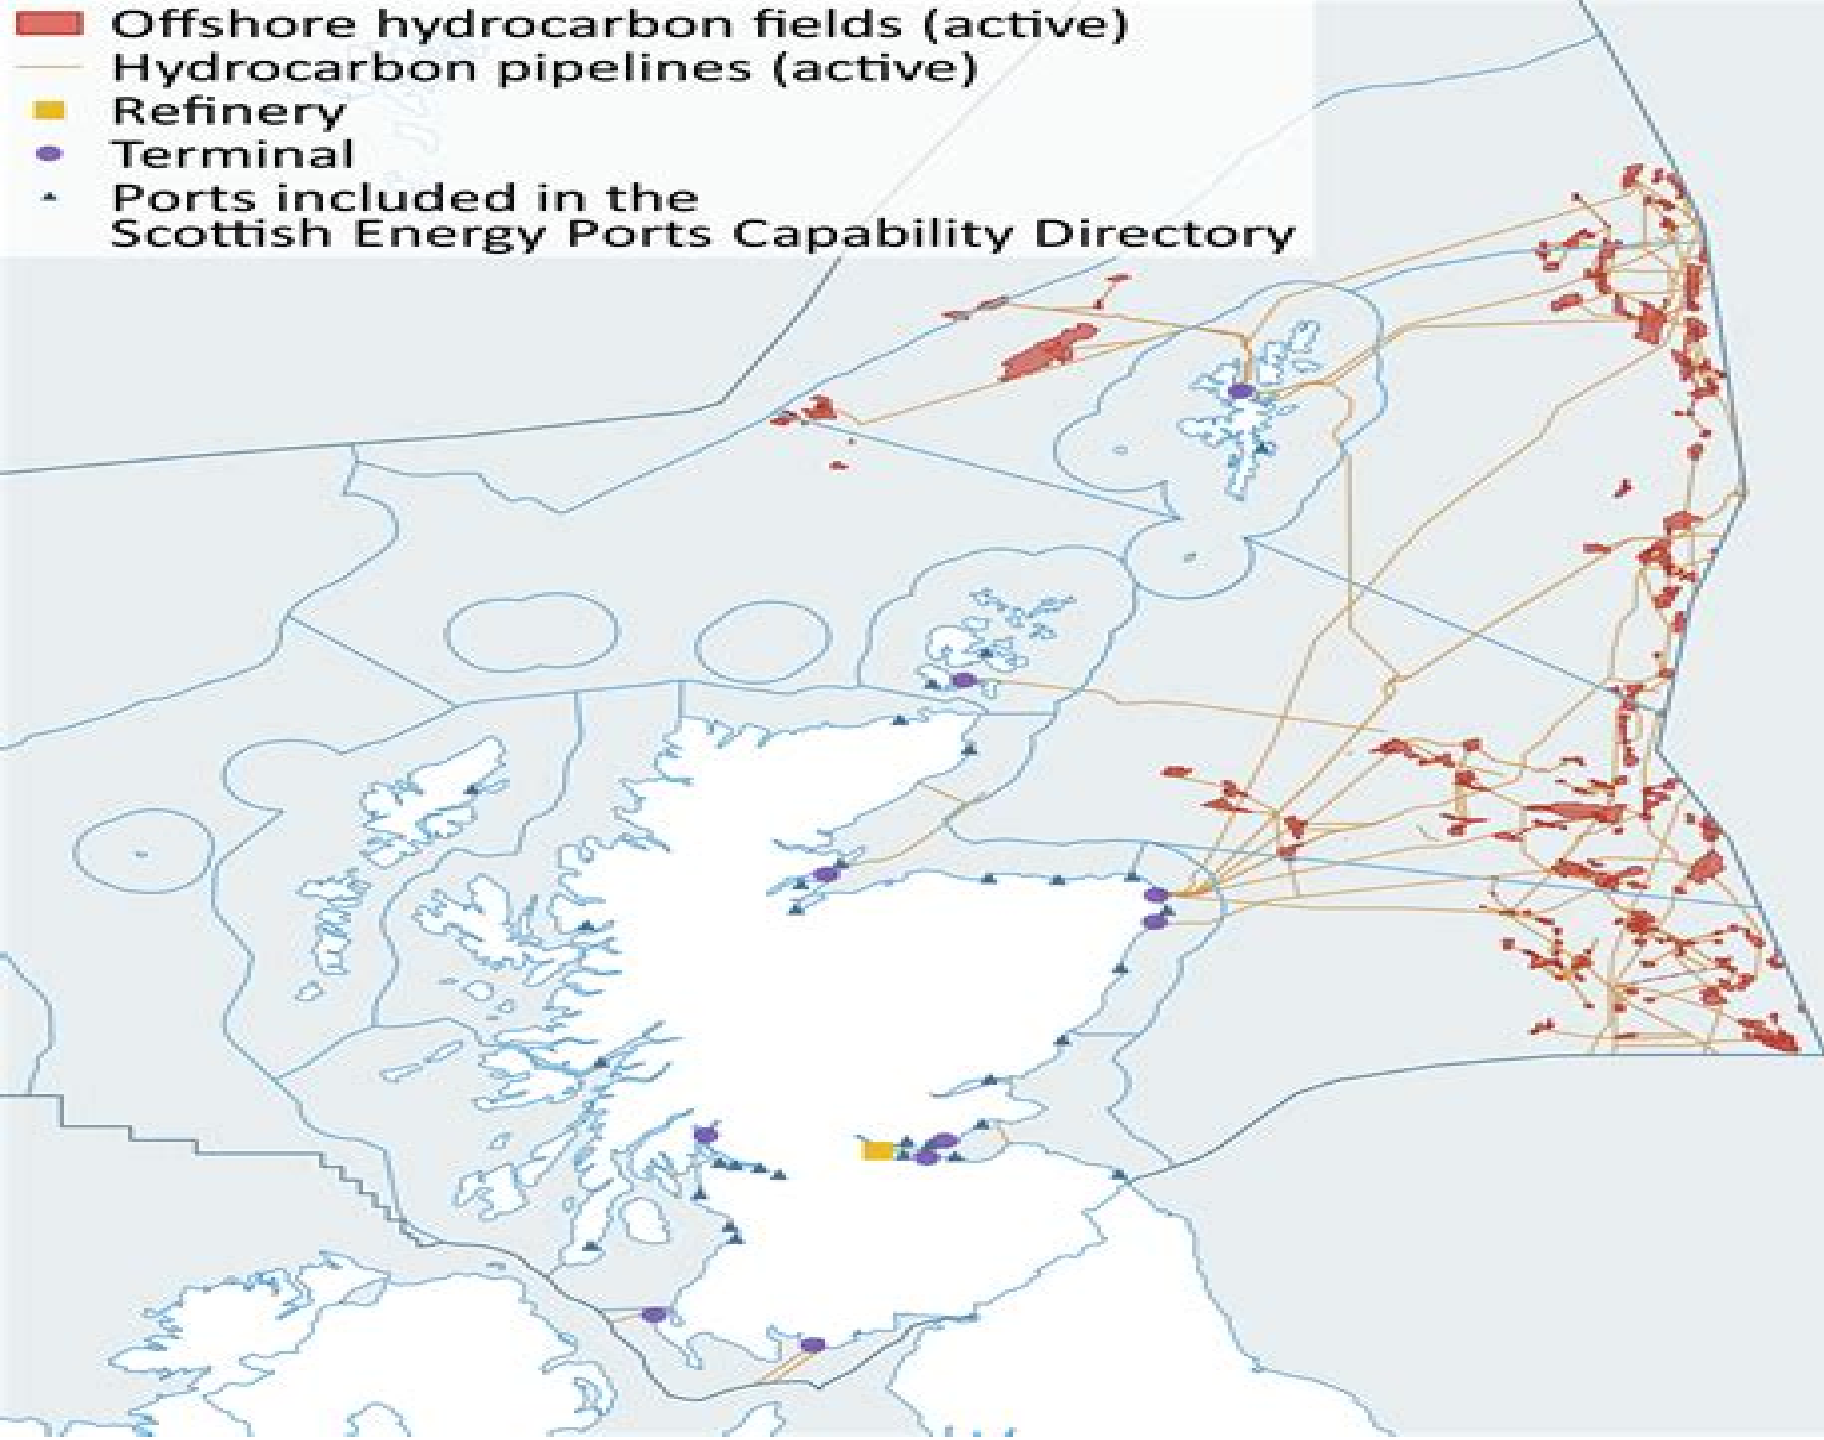 Offshore hydrocarbon fields (active)
Hydrocarbon pipelines (active)
Refinery
Terminal
Ports included in the
Scottish Energy Ports Capability Directory